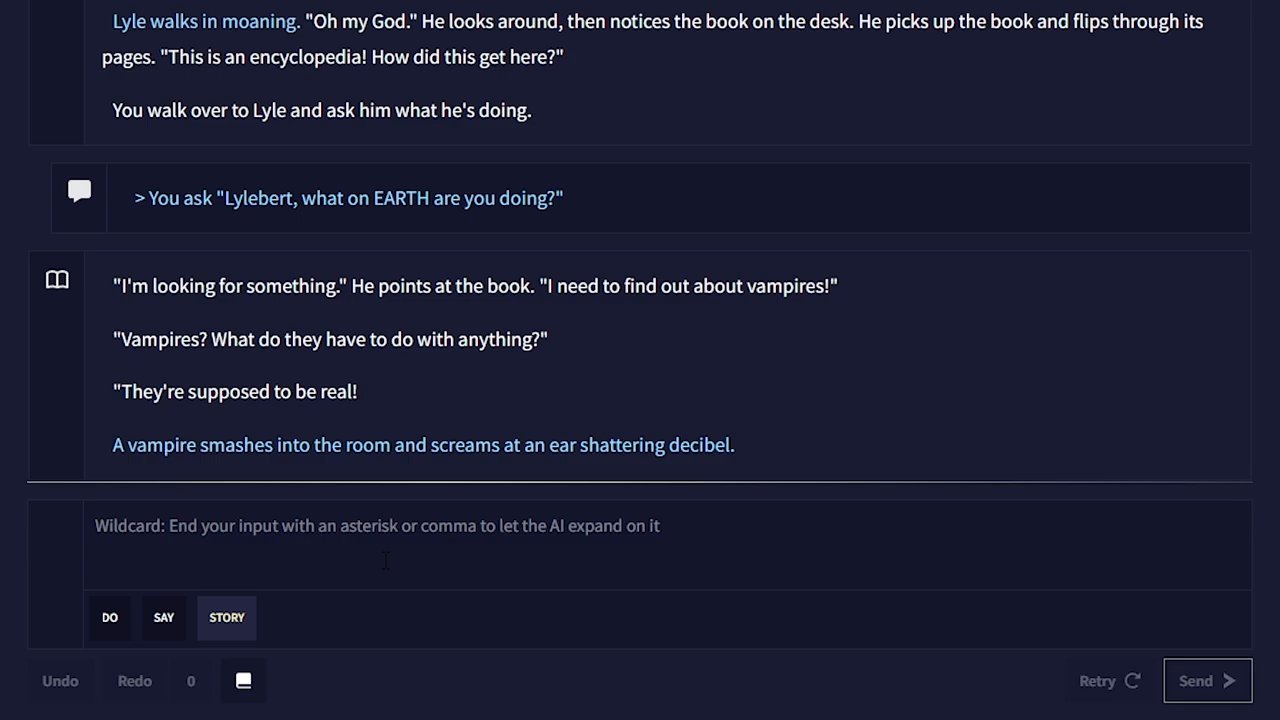 Lyle walks in moaning. "Oh my God." He looks around, then notices the book on the desk. He picks up the book and flips through its
pages. "This is an encyclopedia! How did this get here?"
You walk over to Lyle and ask him what he's doing.
> You ask "Lylebert, what on EARTH are you doing?"
"I'm looking for something." He points at the book. "I need to find out about vampires!"
"Vampires? What do they have to do with anything?"
"They're supposed to be real!
A vampire smashes into the room and screams at an ear shattering decibel.
Wildcard: End your input with an asterisk or comma to let the AI expand on it
DO SAY STORY
Undo Redo 0 Retry Send